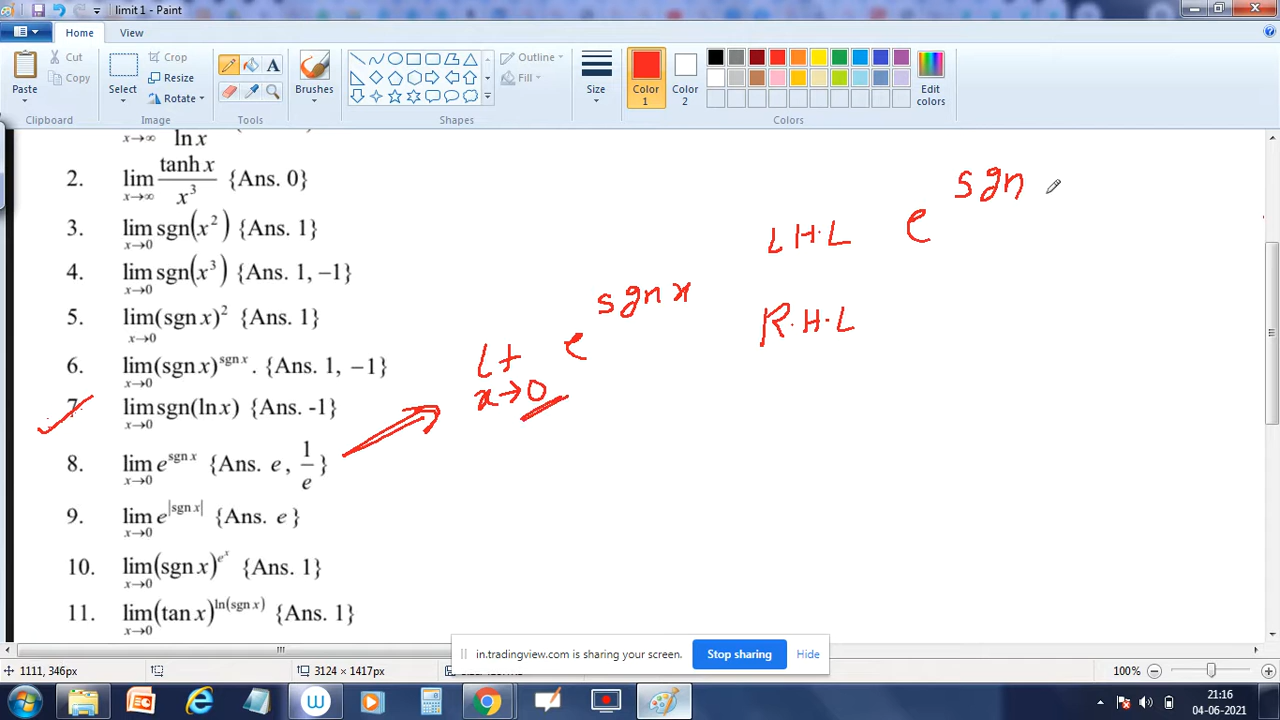 limit 1 - Paint
Home View
Paste
Cut
Copy
Clipboard
Select
Crop
Resize
Rotate
Image
A
Tools
Brushes
Outline
Fill
Shapes
Size
Color 1
Color 2
Edit colors
Colors
x→∞ ln x
2. lim x→∞ tanh x / x³ {Ans. 0}
3. lim x→0 sgn(x²) {Ans. 1}
4. lim x→0 sgn(x³) {Ans. 1, −1}
5. lim x→0 (sgn x)² {Ans. 1}
6. lim x→0 (sgn x)^sgn x. {Ans. 1, −1}
7. lim x→0 sgn(ln x) {Ans. -1}
8. lim x→0 e^sgn x {Ans. e, 1/e}
9. lim x→0 e^|sgn x| {Ans. e}
10. lim x→0 (sgn x)^e^x {Ans. 1}
11. lim x→0 (tan x)^ln(sgn x) {Ans. 1}
Lt x→0 e^sgn x
L H.L e^sgn
R.H.L
in.tradingview.com is sharing your screen. Stop sharing Hide
1111, 346px
3124 × 1417px
100%
W
21:16
04-06-2021